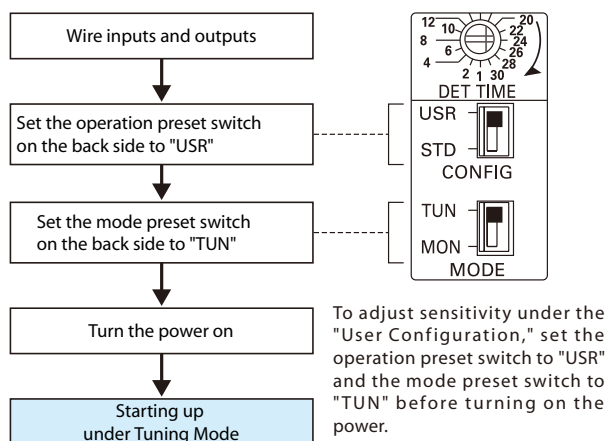 Wire inputs and outputs
Set the operation preset switch
on the back side to "USR"
Set the mode preset switch
on the back side to "TUN"
Turn the power on
Starting up
under Tuning Mode
12
10
8
6
4
2
1
30
28
26
24
22
20
DET TIME
USR
STD
CONFIG
TUN
MON
MODE
To adjust sensitivity under the
"User Configuration," set the
operation preset switch to "USR"
and the mode preset switch to
"TUN" before turning on the
power.